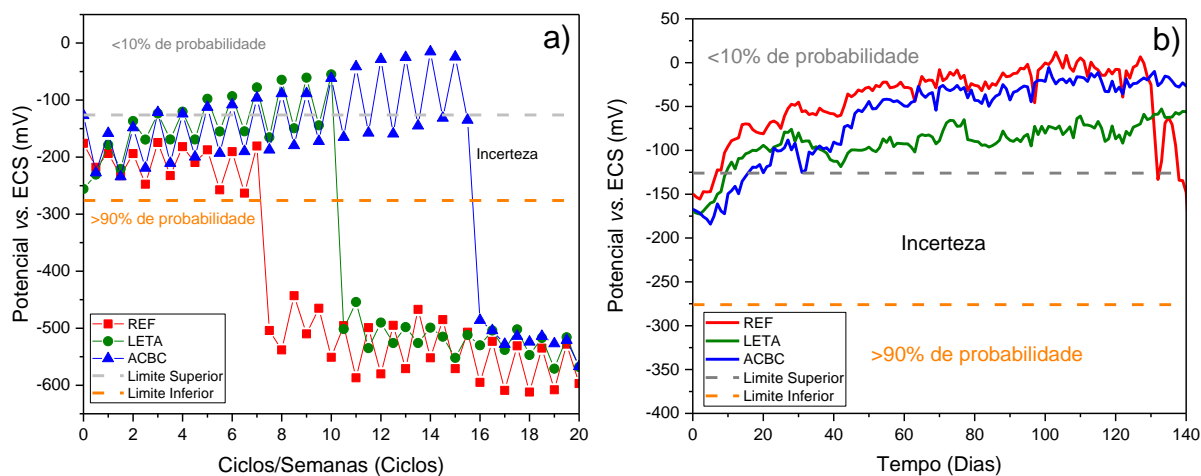 a)
<10% de probabilidade
Incerteza
>90% de probabilidade
REF
LETA
ACBC
Limite Superior
Limite Inferior
0
-100
-200
-300
-400
-500
-600
Potencial vs. ECS (mV)
0 2 4 6 8 10 12 14 16 18 20
Ciclos/Semanas (Ciclos)
b)
<10% de probabilidade
Incerteza
>90% de probabilidade
REF
LETA
ACBC
Limite Superior
Limite Inferior
50
0
-50
-100
-150
-200
-250
-300
-350
-400
Potencial vs. ECS (mV)
0 20 40 60 80 100 120 140
Tempo (Dias)